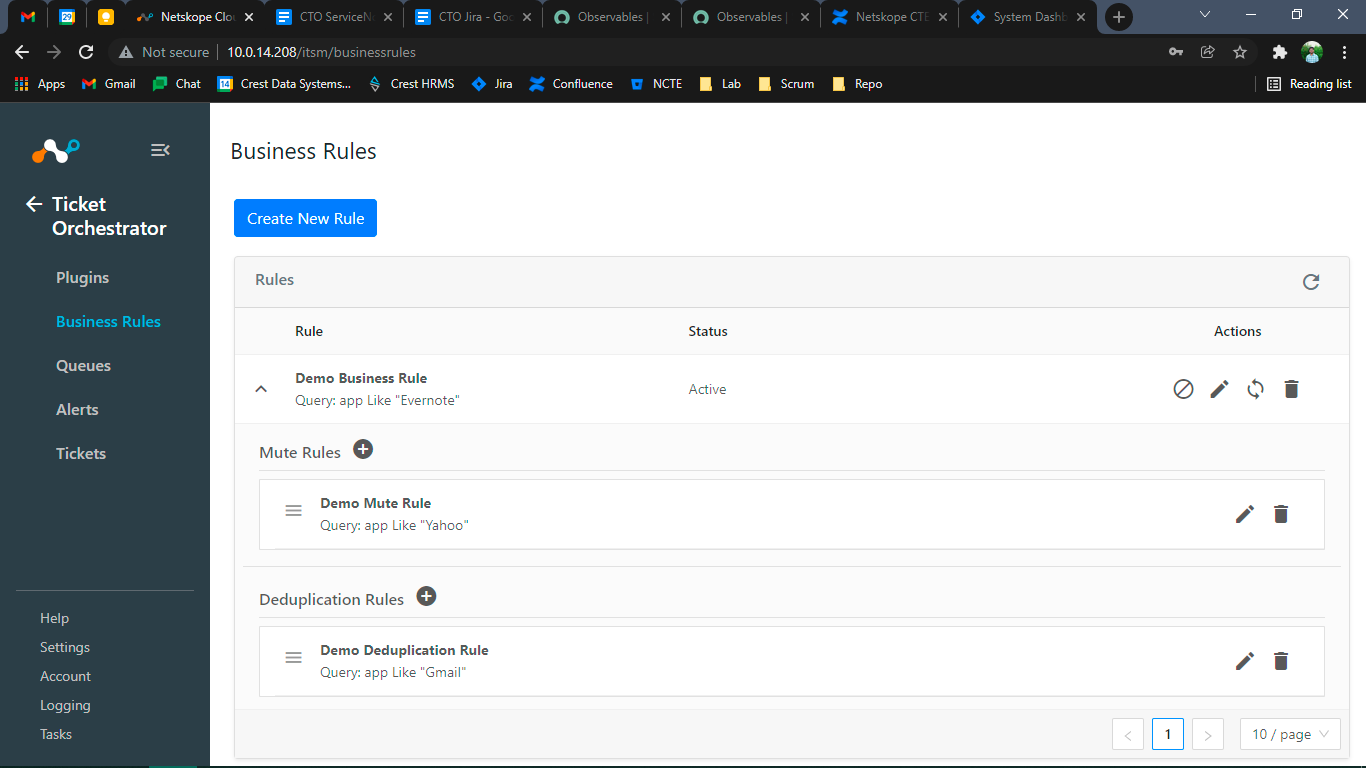 29
Netskope Clou
CTO ServiceN
CTO Jira - Goo
Observables |
Observables |
Netskope CTE
System Dashb
Not secure
10.0.14.208/itsm/businessrules
Apps
Gmail
Chat
14
Crest Data Systems...
Crest HRMS
Jira
Confluence
NCTE
Lab
Scrum
Repo
Reading list
Ticket
Orchestrator
Plugins
Business Rules
Queues
Alerts
Tickets
Help
Settings
Account
Logging
Tasks
Business Rules
Create New Rule
Rules
Rule Status Actions
Demo Business Rule
Query: app Like "Evernote"
Active
Mute Rules
Demo Mute Rule
Query: app Like "Yahoo"
Deduplication Rules
Demo Deduplication Rule
Query: app Like "Gmail"
< 1 > 10 / page